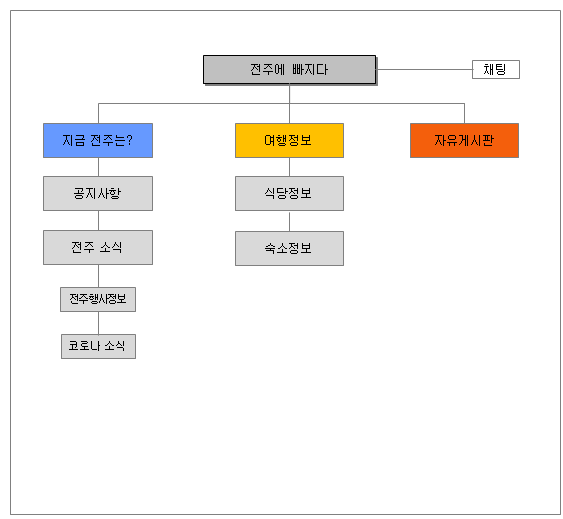 전주에 빠지다
채팅
지금 전주는?
여행정보
자유게시판
공지사항
식당정보
전주 소식
숙소정보
전주행사정보
코로나 소식